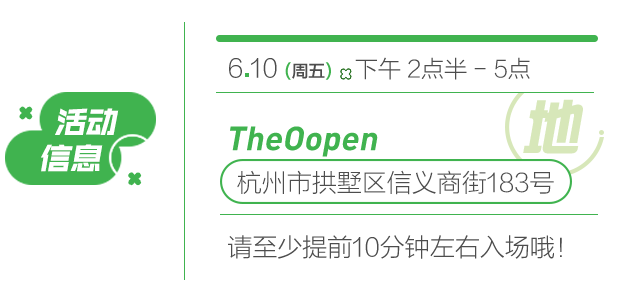 活动
信息
6.10（周五）下午 2点半 - 5点
地
TheOopen
杭州市拱墅区信义商街183号
请至少提前10分钟左右入场哦！